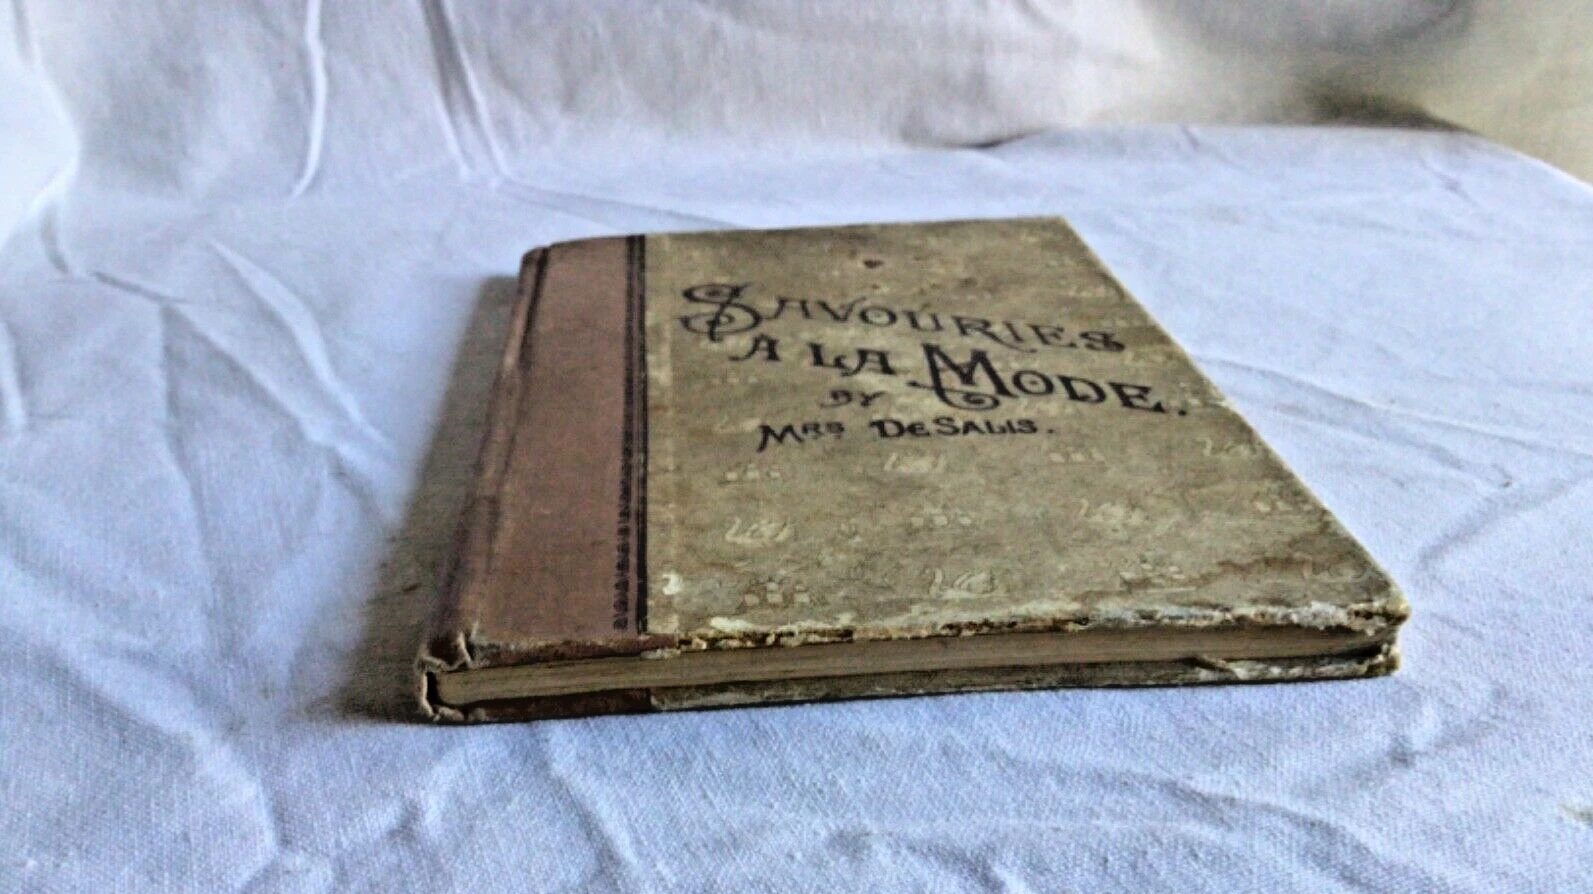 SAVOURIES
A LA MODE.
BY
MRS DE SALIS.